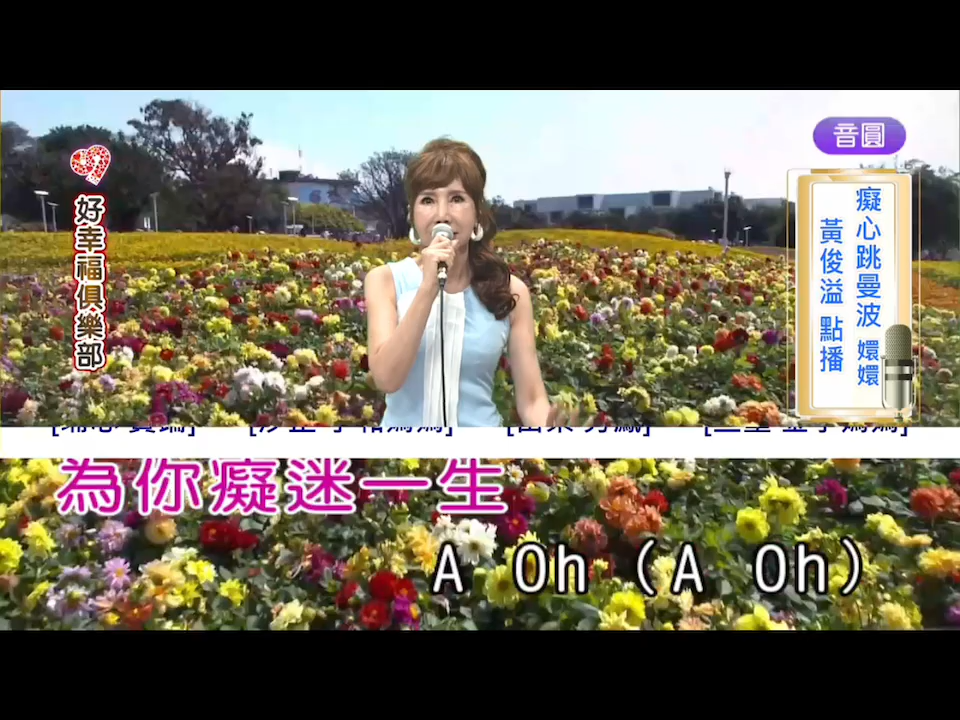 音圓
好幸福俱樂部
癡心跳曼波 嬛嬛
黃俊溢 點播
為你癡迷一生
A Oh (A Oh)